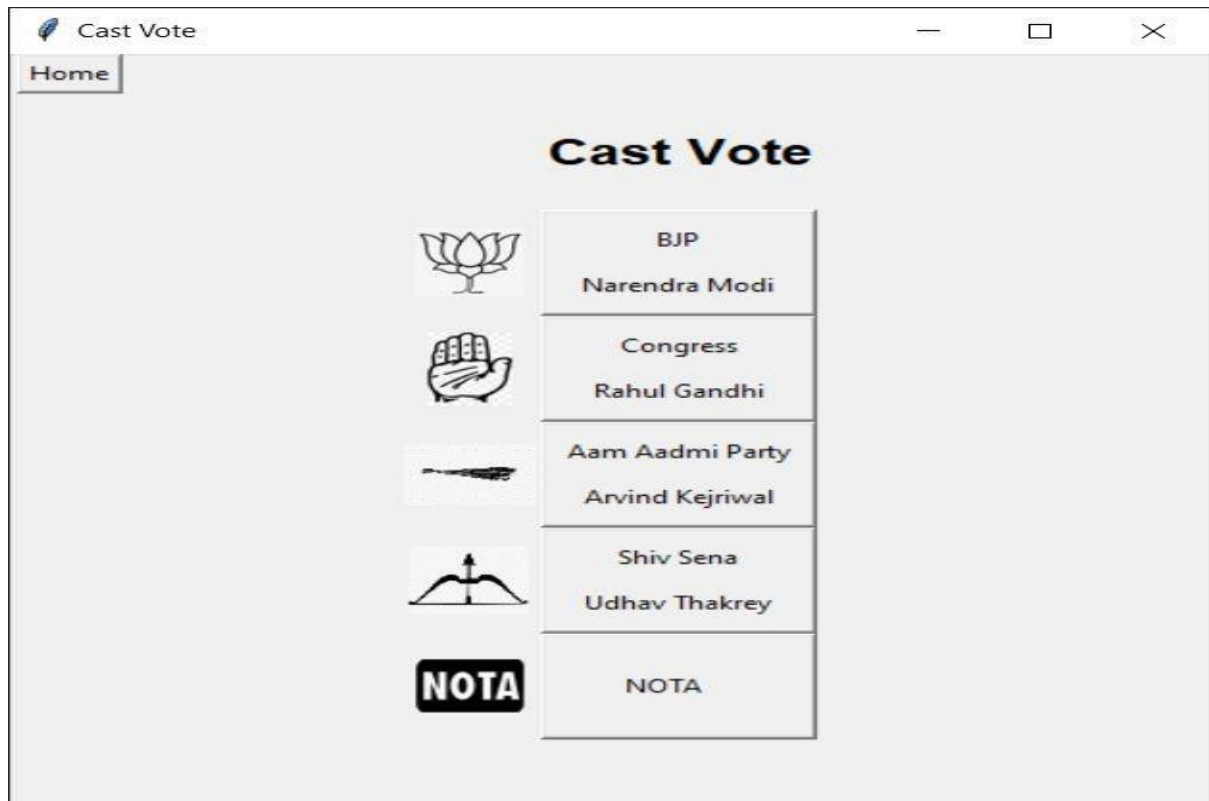 Cast Vote
Home
Cast Vote
BJP
Narendra Modi
Congress
Rahul Gandhi
Aam Aadmi Party
Arvind Kejriwal
Shiv Sena
Udhav Thakrey
NOTA NOTA